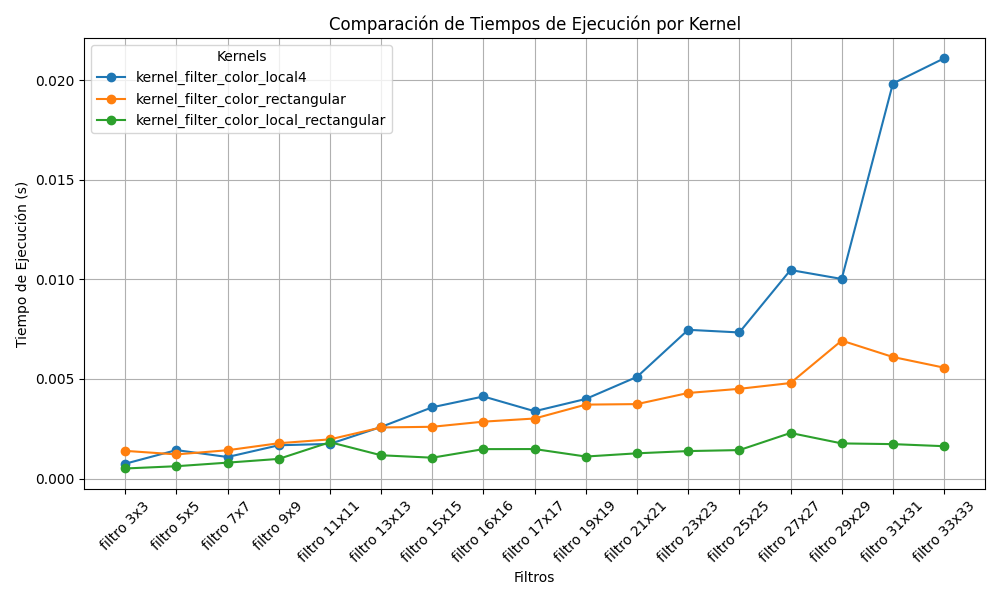 Comparación de Tiempos de Ejecución por Kernel
Kernels
kernel_filter_color_local4
kernel_filter_color_rectangular
kernel_filter_color_local_rectangular
Tiempo de Ejecución (s)
0.020
0.015
0.010
0.005
0.000
filtro 3x3
filtro 5x5
filtro 7x7
filtro 9x9
filtro 11x11
filtro 13x13
filtro 15x15
filtro 16x16
filtro 17x17
filtro 19x19
filtro 21x21
filtro 23x23
filtro 25x25
filtro 27x27
filtro 29x29
filtro 31x31
filtro 33x33
Filtros